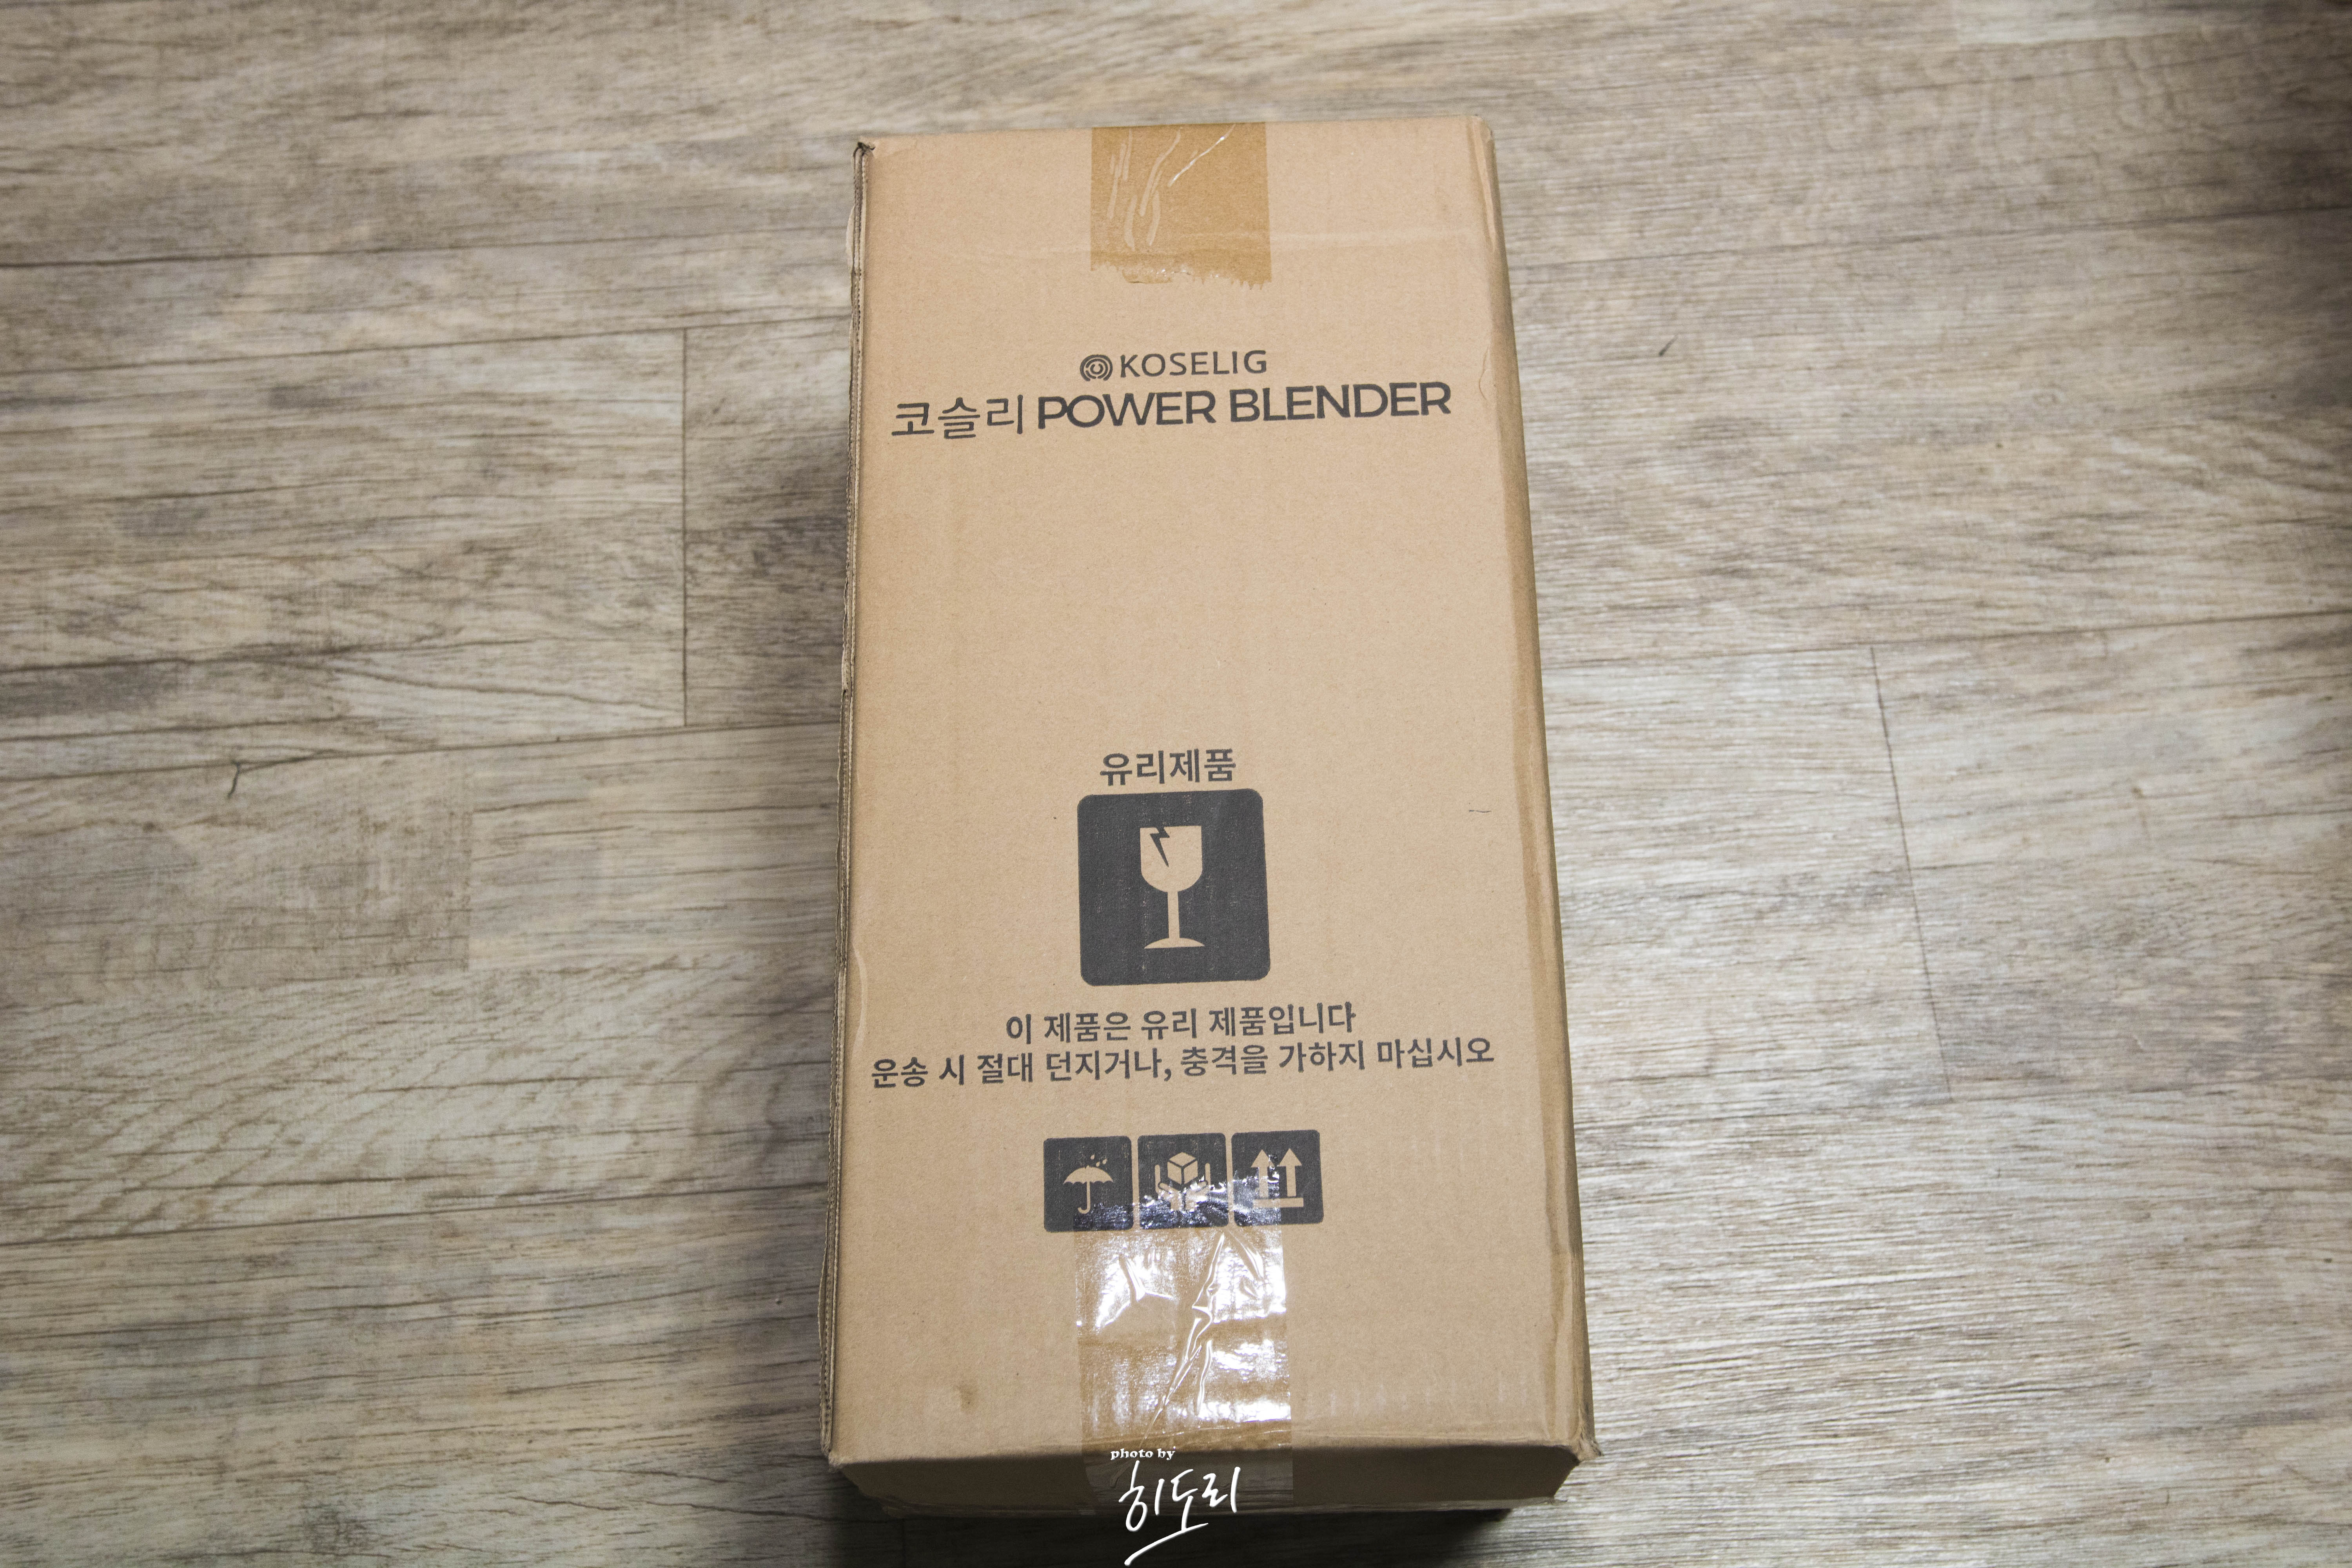 KOSELIG
코슬리 POWER BLENDER
유리제품
이 제품은 유리 제품입니다
운송 시 절대 던지거나, 충격을 가하지 마십시오
photo by
히도리